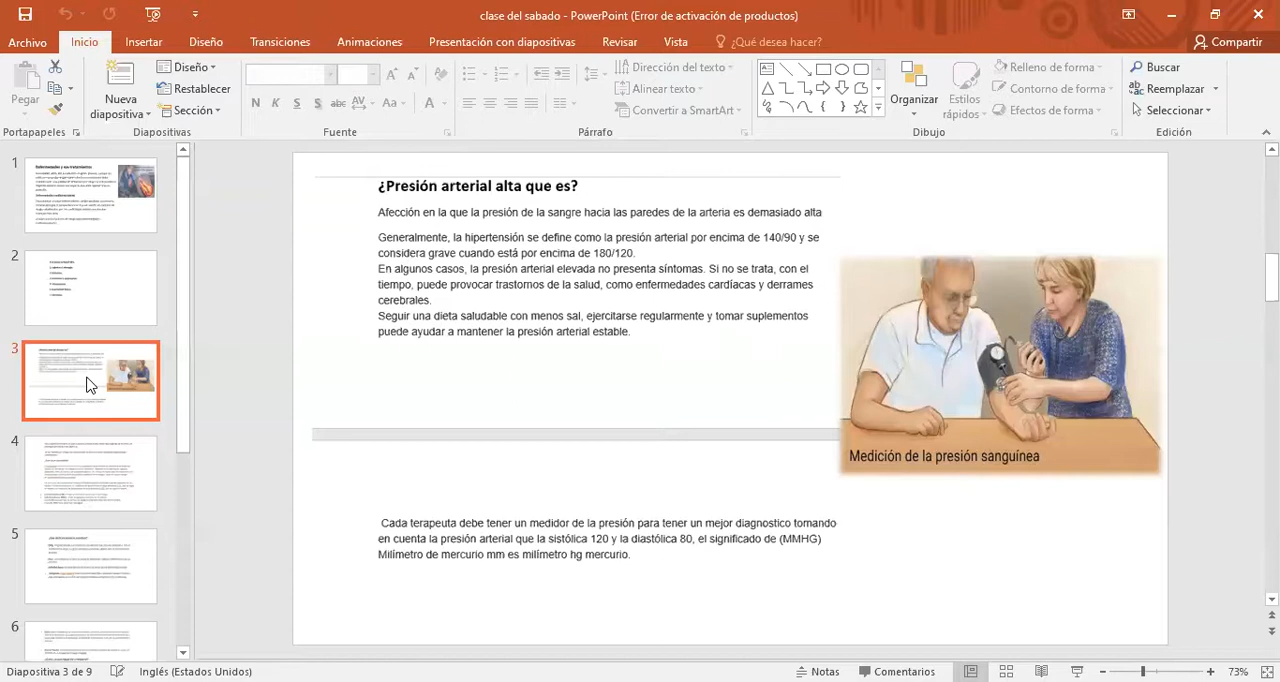 clase del sabado - PowerPoint (Error de activación de productos)
Archivo Inicio Insertar Diseño Transiciones Animaciones Presentación con diapositivas Revisar Vista ¿Qué desea hacer? Compartir
Pegar
Nueva diapositiva
Diseño
Restablecer
Sección
N K S S abc AV Aa A
Dirección del texto
Alinear texto
Convertir a SmartArt
Organizar
Estilos rápidos
Relleno de forma
Contorno de forma
Efectos de forma
Buscar
Reemplazar
Seleccionar
Portapapeles Diapositivas Fuente Párrafo Dibujo Edición
1
2
3
4
5
6
¿Presión arterial alta que es?
Afección en la que la presión de la sangre hacia las paredes de la arteria es demasiado alta
Generalmente, la hipertensión se define como la presión arterial por encima de 140/90 y se
considera grave cuando está por encima de 180/120.
En algunos casos, la presión arterial elevada no presenta síntomas. Si no se trata, con el
tiempo, puede provocar trastornos de la salud, como enfermedades cardíacas y derrames
cerebrales.
Seguir una dieta saludable con menos sal, ejercitarse regularmente y tomar suplementos
puede ayudar a mantener la presión arterial estable.
Medición de la presión sanguínea
Cada terapeuta debe tener un medidor de la presión para tener un mejor diagnostico tomando
en cuenta la presión arterial que la sistólica 120 y la diastólica 80, el significado de (MMHG)
Milímetro de mercurio mm es milímetro hg mercurio.
Diapositiva 3 de 9 Inglés (Estados Unidos) Notas Comentarios 73%